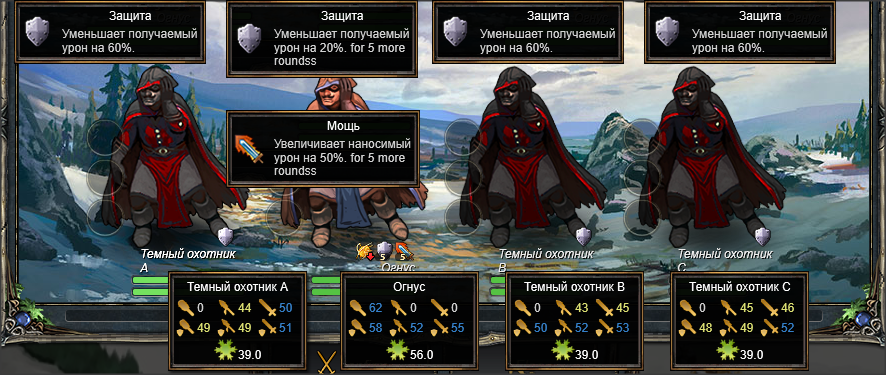 Защита
Уменьшает получаемый
урон на 60%.
Защита
Уменьшает получаемый
урон на 20%. for 5 more
roundss
Защита
Уменьшает получаемый
урон на 60%.
Защита
Уменьшает получаемый
урон на 60%.
Мощь
Увеличивает наносимый
урон на 50%. for 5 more
roundss
5 5
Темный охотник
A
Огнус
Темный охотник
B
Темный охотник
C
Темный охотник A
0 44 50
49 49 51
39.0
Огнус
62 0 0
58 52 55
56.0
Темный охотник B
0 43 45
50 52 53
39.0
Темный охотник C
0 45 46
48 49 52
39.0